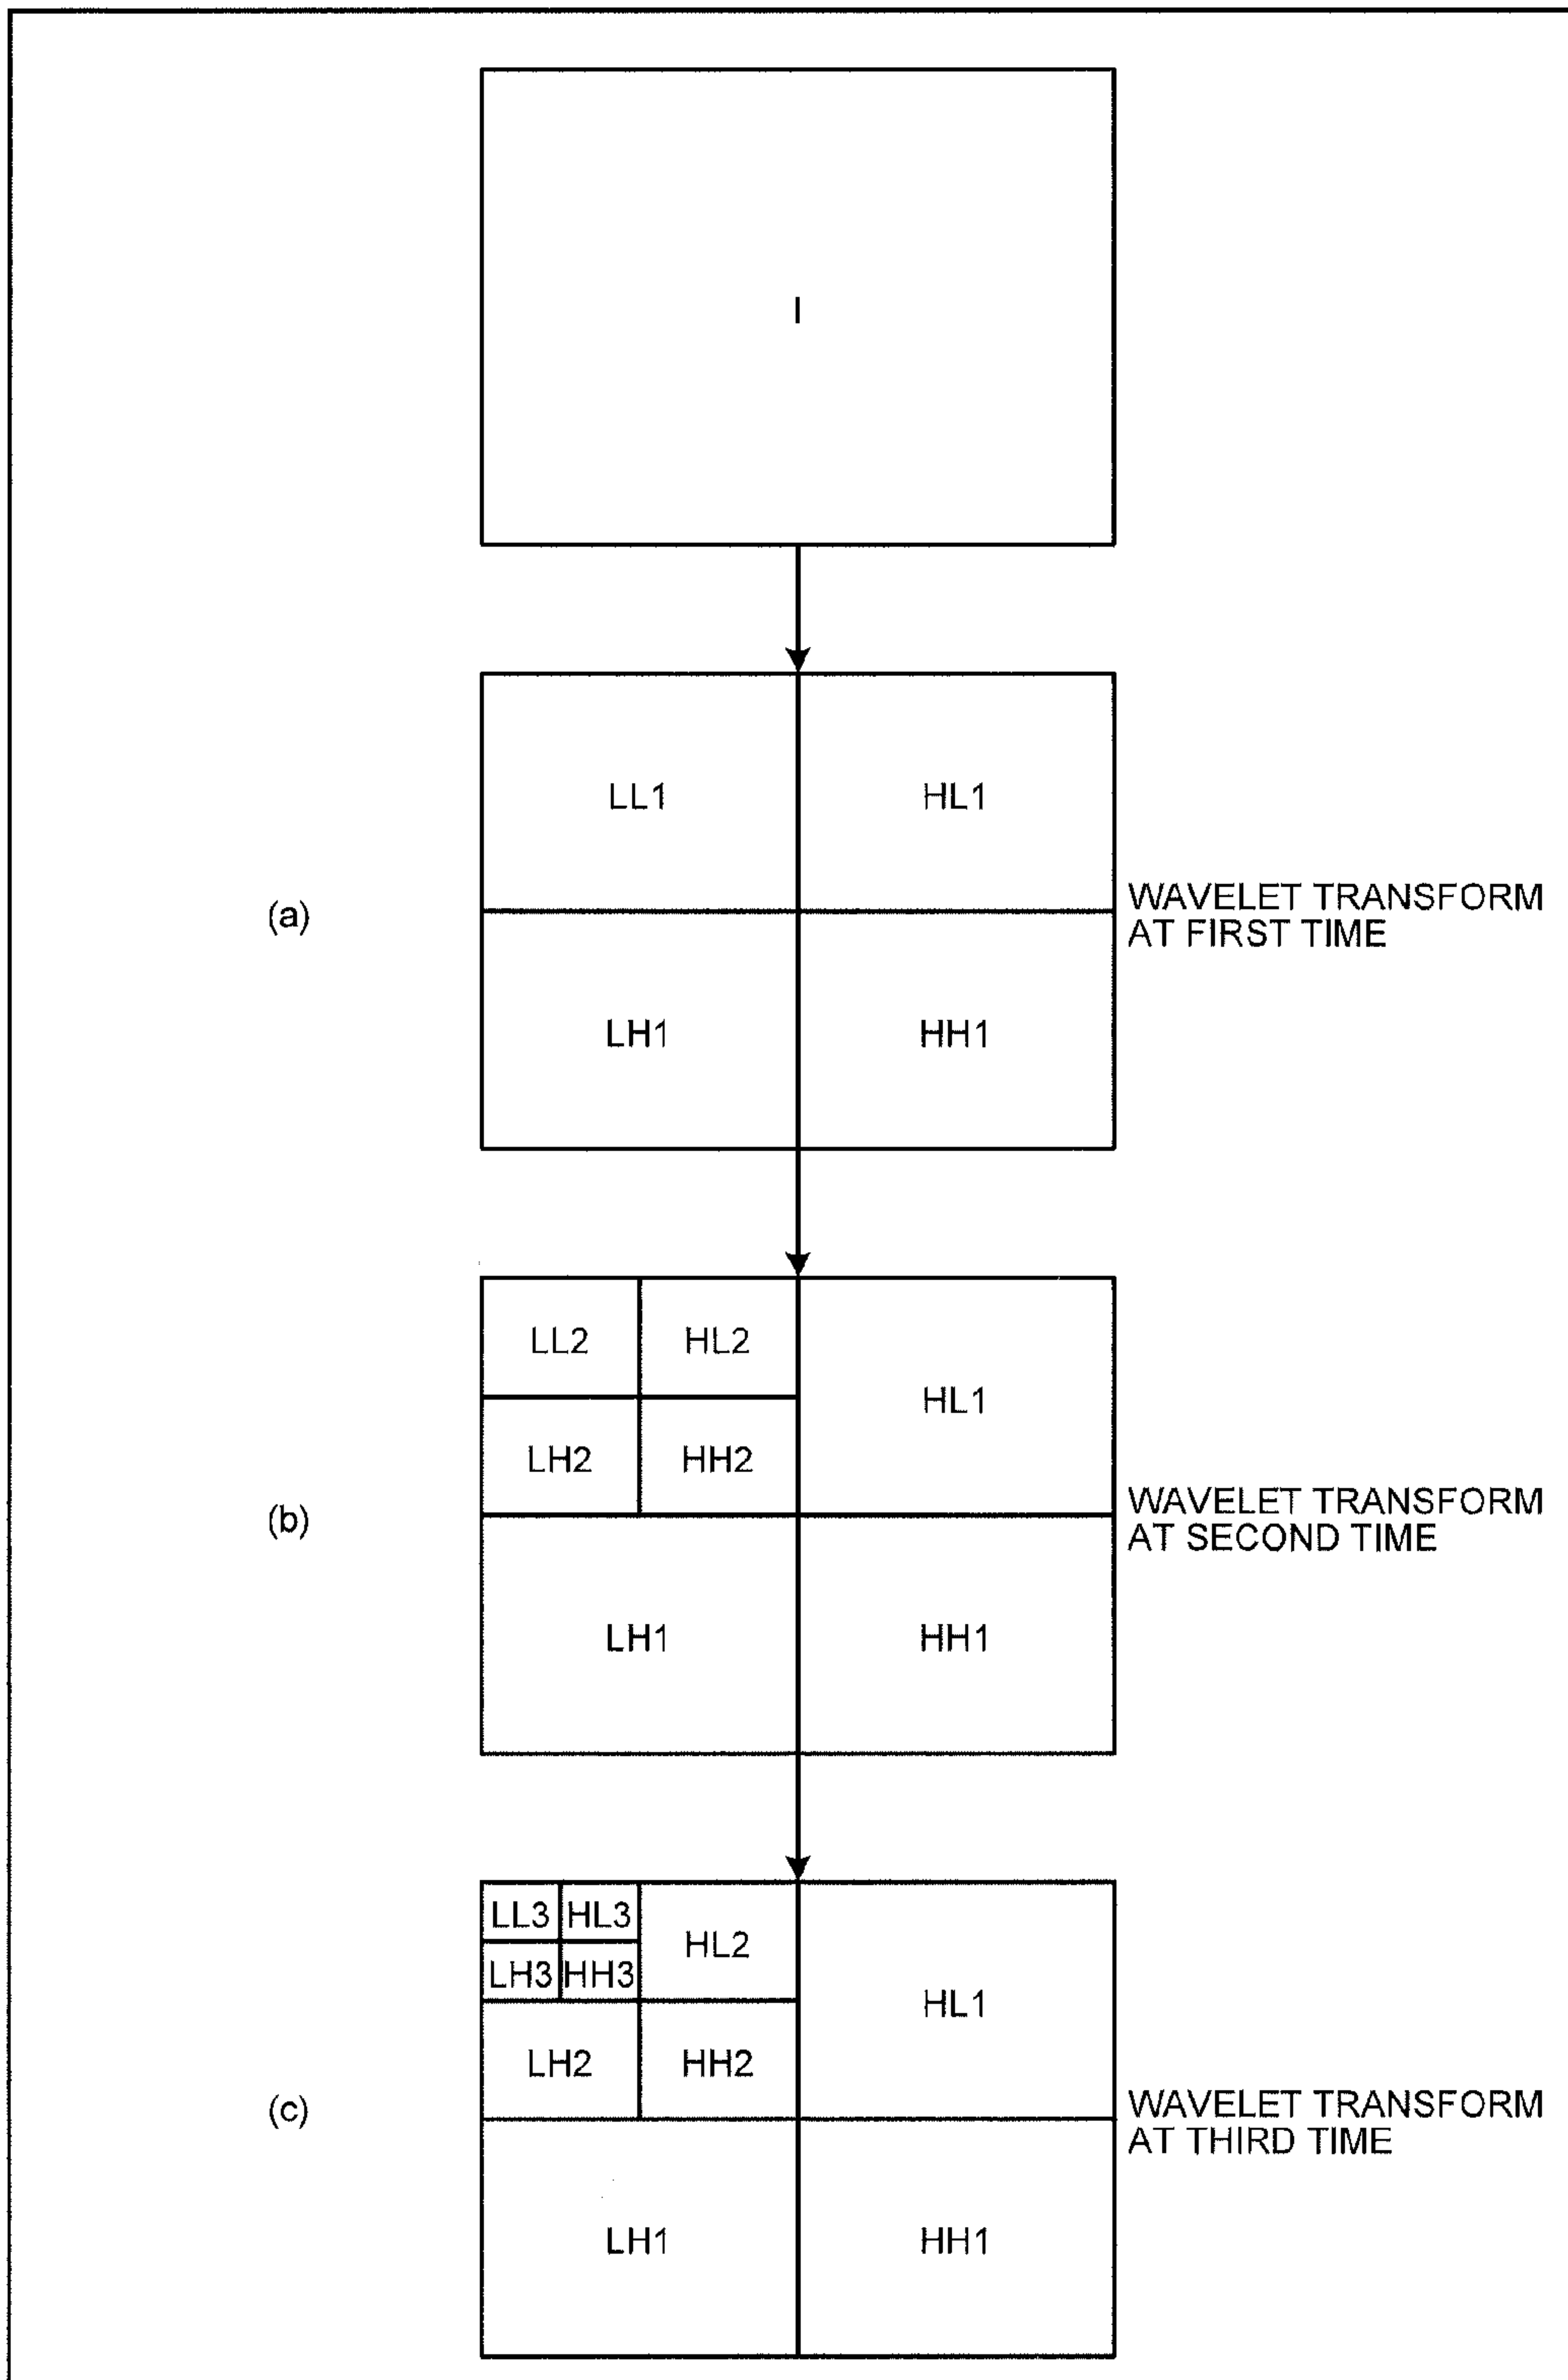 I
LL1 HL1
(a)
WAVELET TRANSFORM
AT FIRST TIME
LH1 HH1
LL2 HL2
HL1
LH2 HH2
(b)
WAVELET TRANSFORM
AT SECOND TIME
LH1 HH1
LL3 HL3
HL2
LH3 HH3
HL1
LH2 HH2
(c)
WAVELET TRANSFORM
AT THIRD TIME
LH1 HH1